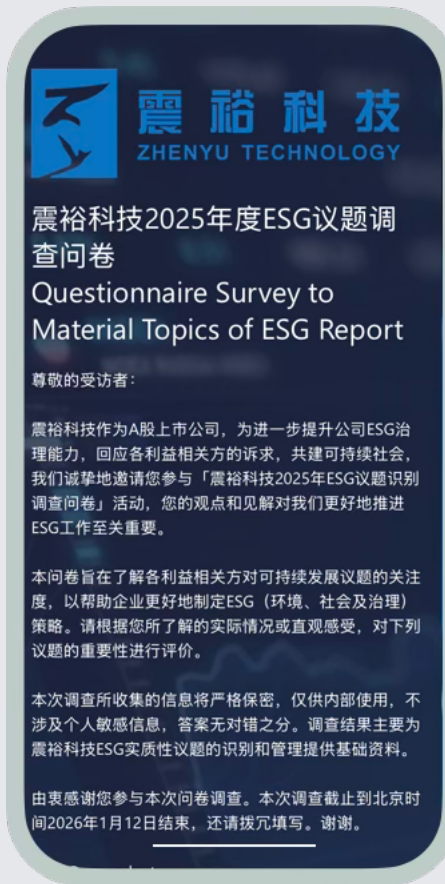 震裕科技
ZHENYU TECHNOLOGY
震裕科技2025年度ESG议题调
查问卷
Questionnaire Survey to
Material Topics of ESG Report
尊敬的受访者：
震裕科技作为A股上市公司，为进一步提升公司ESG治
理能力，回应各利益相关方的诉求，共建可持续社会，
我们诚挚地邀请您参与「震裕科技2025年ESG议题识别
调查问卷」活动，您的观点和见解对我们更好地推进
ESG工作至关重要。
本问卷旨在了解各利益相关方对可持续发展议题的关注
度，以帮助企业更好地制定ESG（环境、社会及治理）
策略。请根据您所了解的实际情况或直观感受，对下列
议题的重要性进行评价。
本次调查所收集的信息将严格保密，仅供内部使用，不
涉及个人敏感信息，答案无对错之分。调查结果主要为
震裕科技ESG实质性议题的识别和管理提供基础资料。
由衷感谢您参与本次问卷调查。本次调查截止到北京时
间2026年1月12日结束，还请拨冗填写。谢谢。